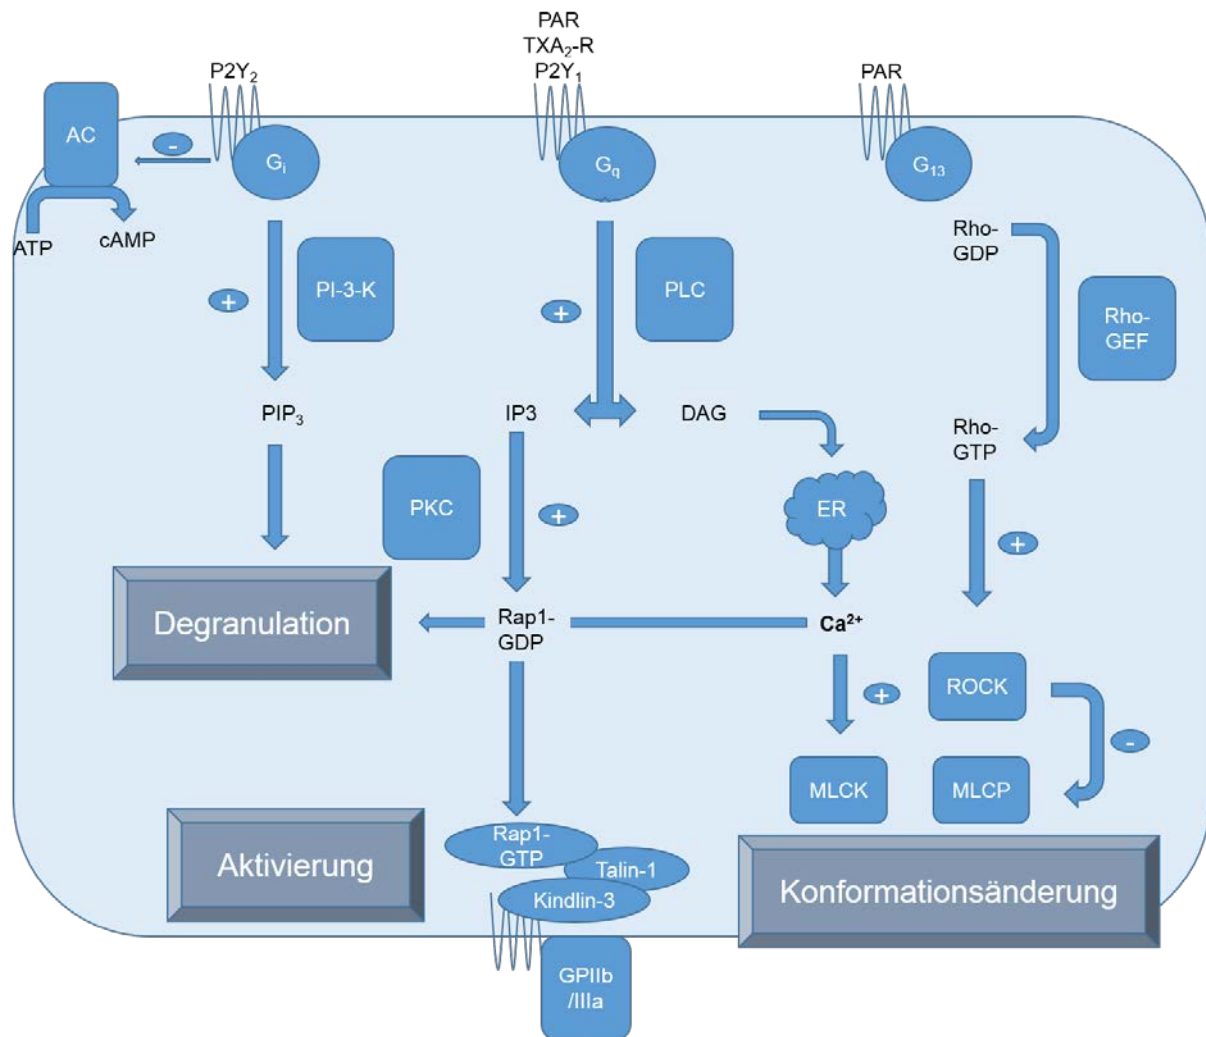 PAR
TXA₂-R
P2Y₂
P2Y₁
PAR
AC
-
Gᵢ
G_q
G₁₃
ATP
cAMP
Rho-
GDP
PI-3-K
PLC
+
+
Rho-
GEF
PIP₃
IP3
DAG
Rho-
GTP
PKC
+
ER
+
Degranulation
Rap1-
GDP
Ca²⁺
+
ROCK
-
MLCK
MLCP
Aktivierung
Rap1-
GTP
Talin-1
Kindlin-3
Konformationsänderung
GPIIb
/IIIa